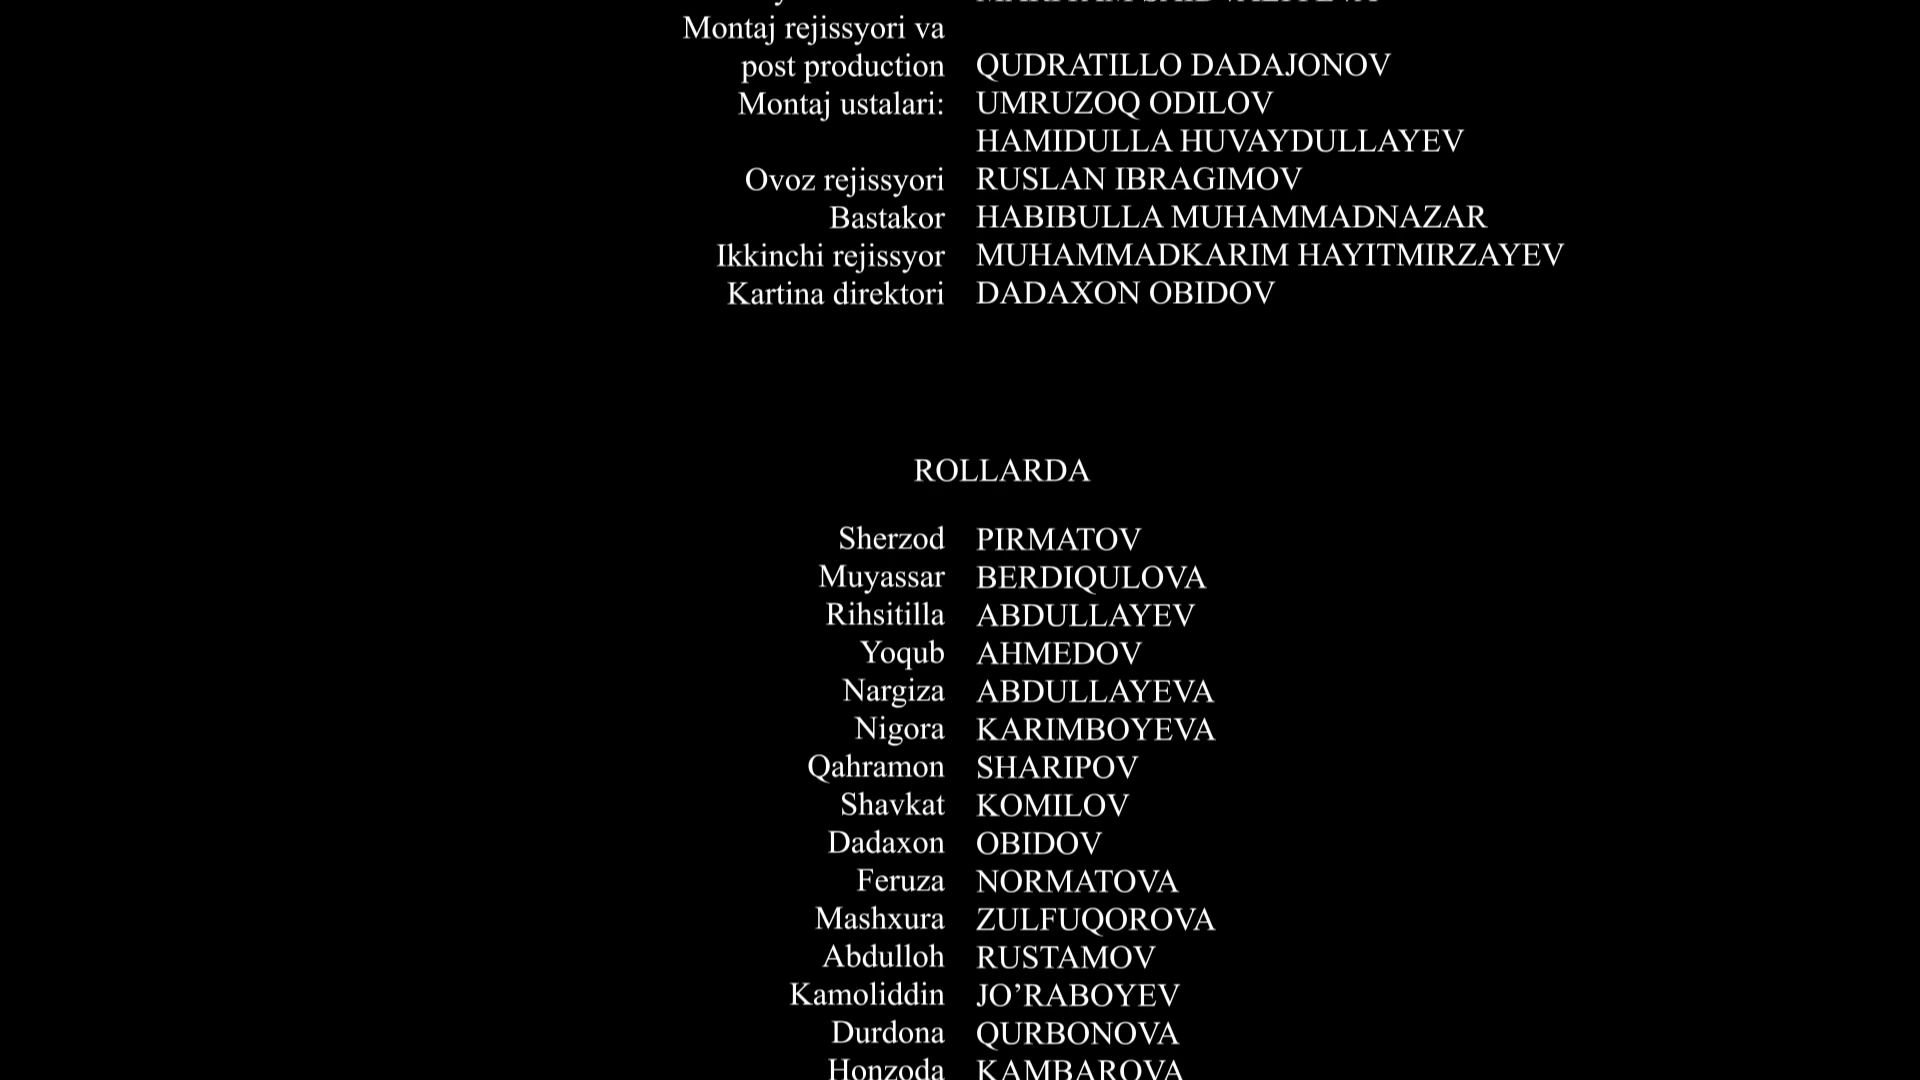 Montaj rejissyori va
post production QUDRATILLO DADAJONOV
Montaj ustalari: UMRUZOQ ODILOV
HAMIDULLA HUVAYDULLAYEV
Ovoz rejissyori RUSLAN IBRAGIMOV
Bastakor HABIBULLA MUHAMMADNAZAR
Ikkinchi rejissyor MUHAMMADKARIM HAYITMIRZAYEV
Kartina direktori DADAXON OBIDOV
ROLLARDA
Sherzod PIRMATOV
Muyassar BERDIQULOVA
Rihsitilla ABDULLAYEV
Yoqub AHMEDOV
Nargiza ABDULLAYEVA
Nigora KARIMBOYEVA
Qahramon SHARIPOV
Shavkat KOMILOV
Dadaxon OBIDOV
Feruza NORMATOVA
Mashxura ZULFUQOROVA
Abdulloh RUSTAMOV
Kamoliddin JO’RABOYEV
Durdona QURBONOVA
Honzoda KAMBAROVA